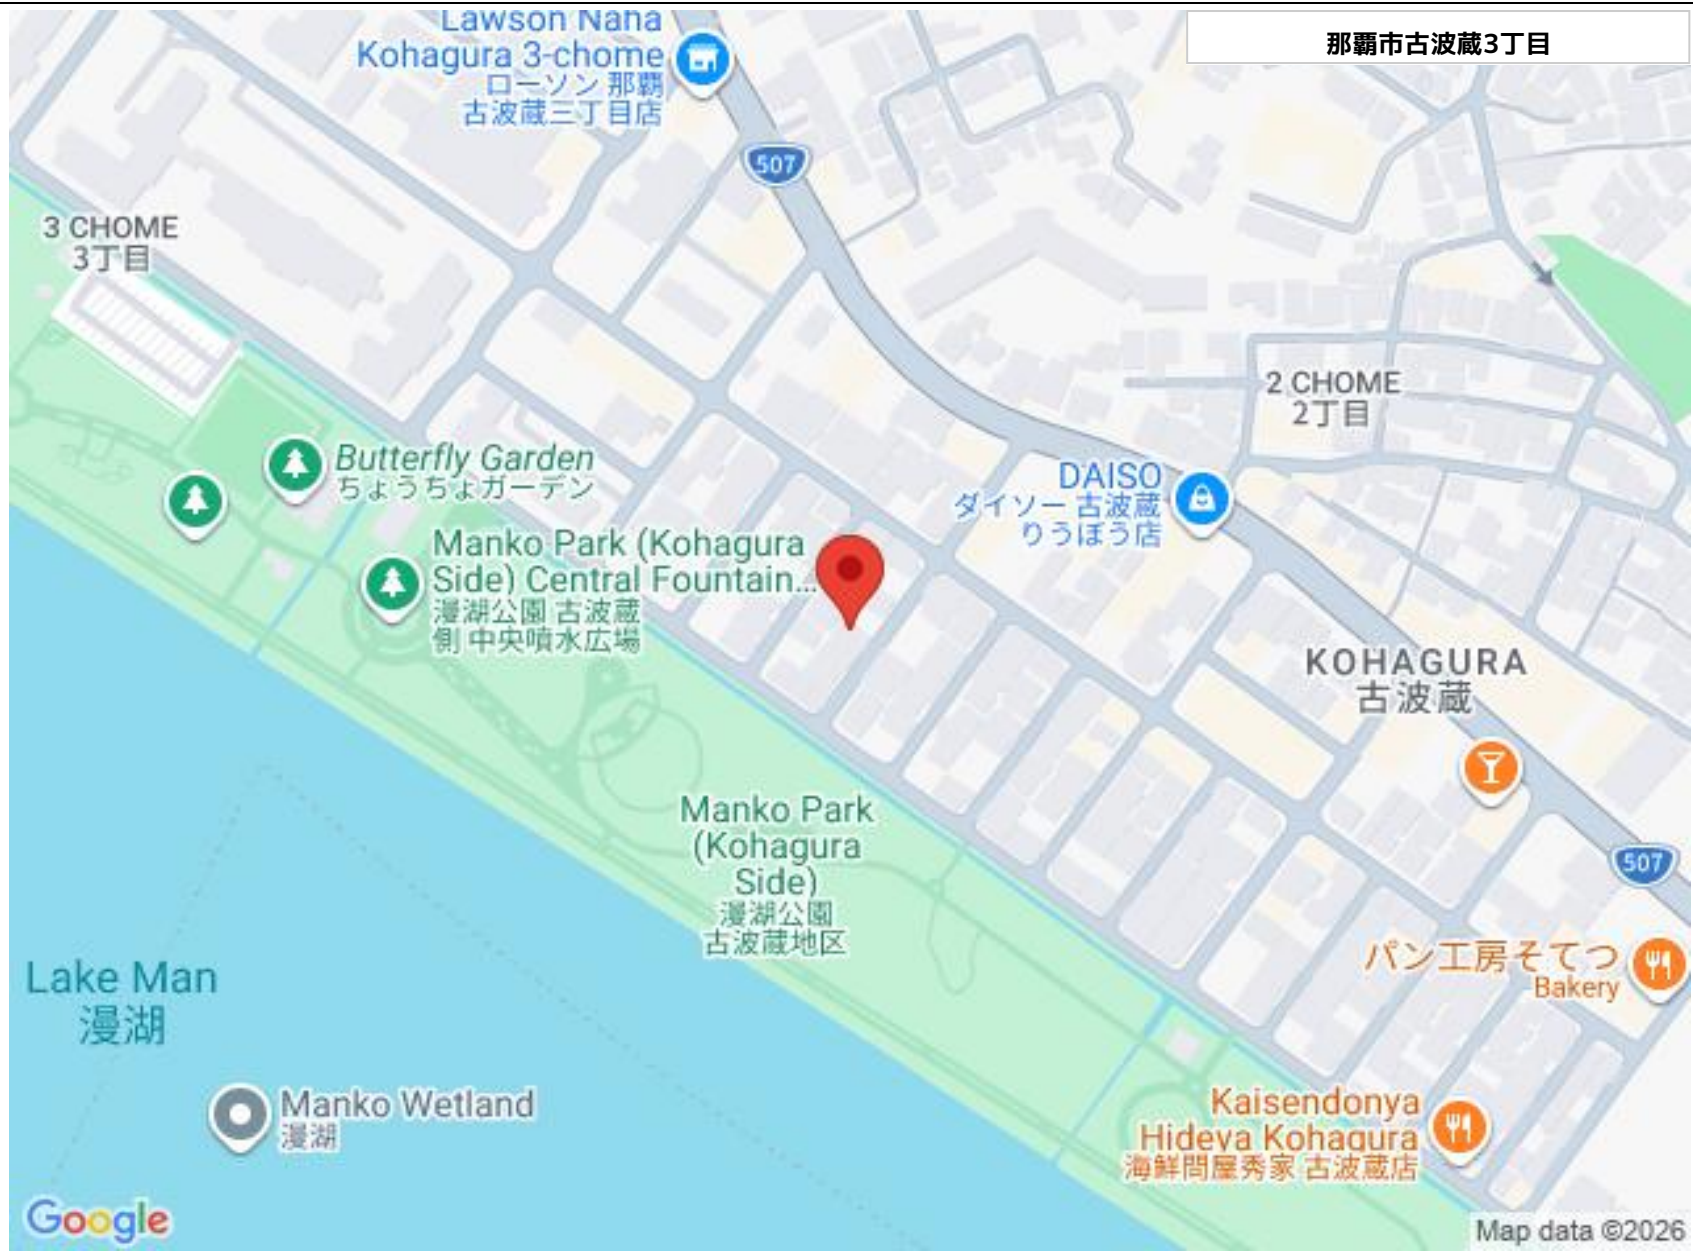 Lawson Naha
Kohagura 3-chome
ローソン 那覇
古波蔵三丁目店
那覇市古波蔵3丁目
507
3 CHOME
3丁目
2 CHOME
2丁目
Butterfly Garden
ちょうちょガーデン
DAISO
ダイソー 古波蔵
りうぼう店
Manko Park (Kohagura
Side) Central Fountain...
漫湖公園 古波蔵
側 中央噴水広場
KOHAGURA
古波蔵
Manko Park
(Kohagura
Side)
漫湖公園
古波蔵地区
507
パン工房そてつ
Bakery
Lake Man
漫湖
Manko Wetland
漫湖
Kaisendonya
Hideya Kohagura
海鮮問屋秀家 古波蔵店
Google
Map data ©2026